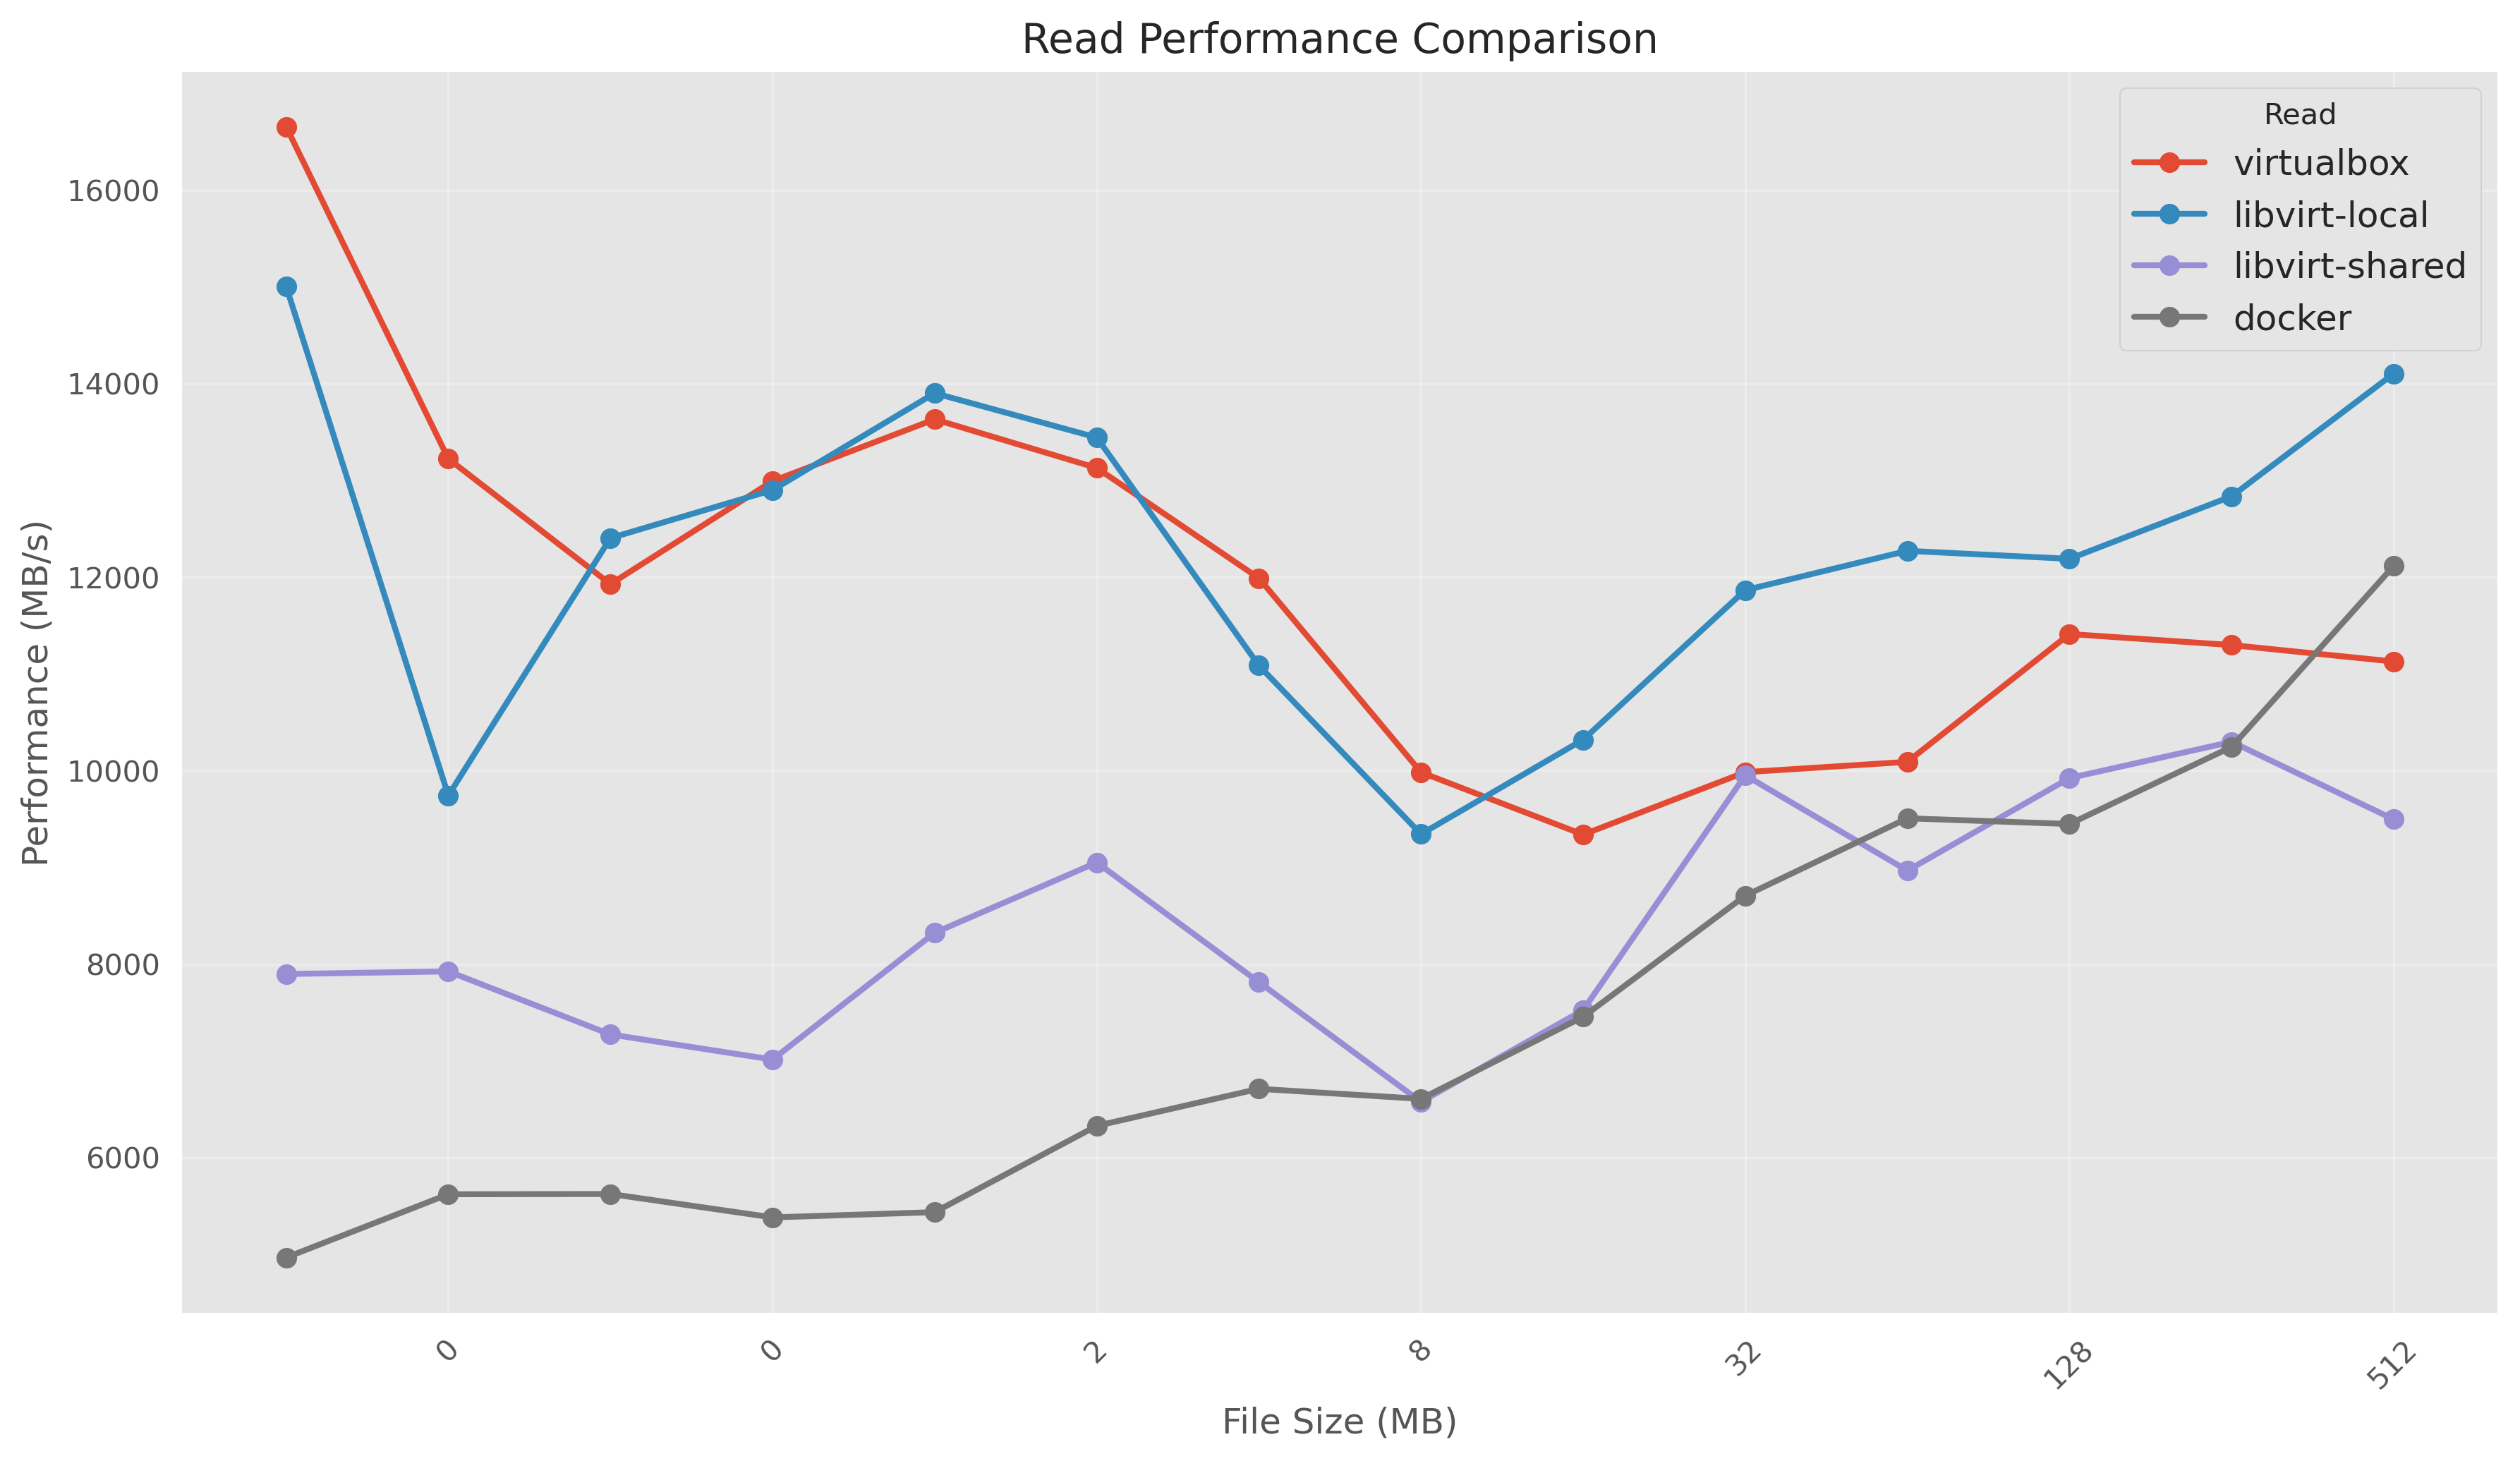 Read Performance Comparison
Read
virtualbox
libvirt-local
libvirt-shared
docker
Performance (MB/s)
16000
14000
12000
10000
8000
6000
0 0 2 8 32 128 512
File Size (MB)